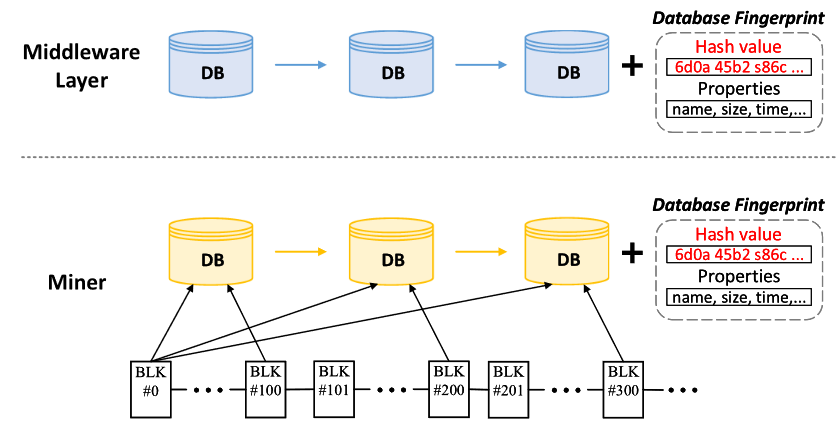 Database Fingerprint
Middleware
Layer
DB
DB
DB
+
Hash value
6d0a 45b2 s86c ...
Properties
name, size, time,...
Database Fingerprint
Miner
DB
DB
DB
+
Hash value
6d0a 45b2 s86c ...
Properties
name, size, time,...
BLK
#0
BLK
#100
BLK
#101
BLK
#200
BLK
#201
BLK
#300